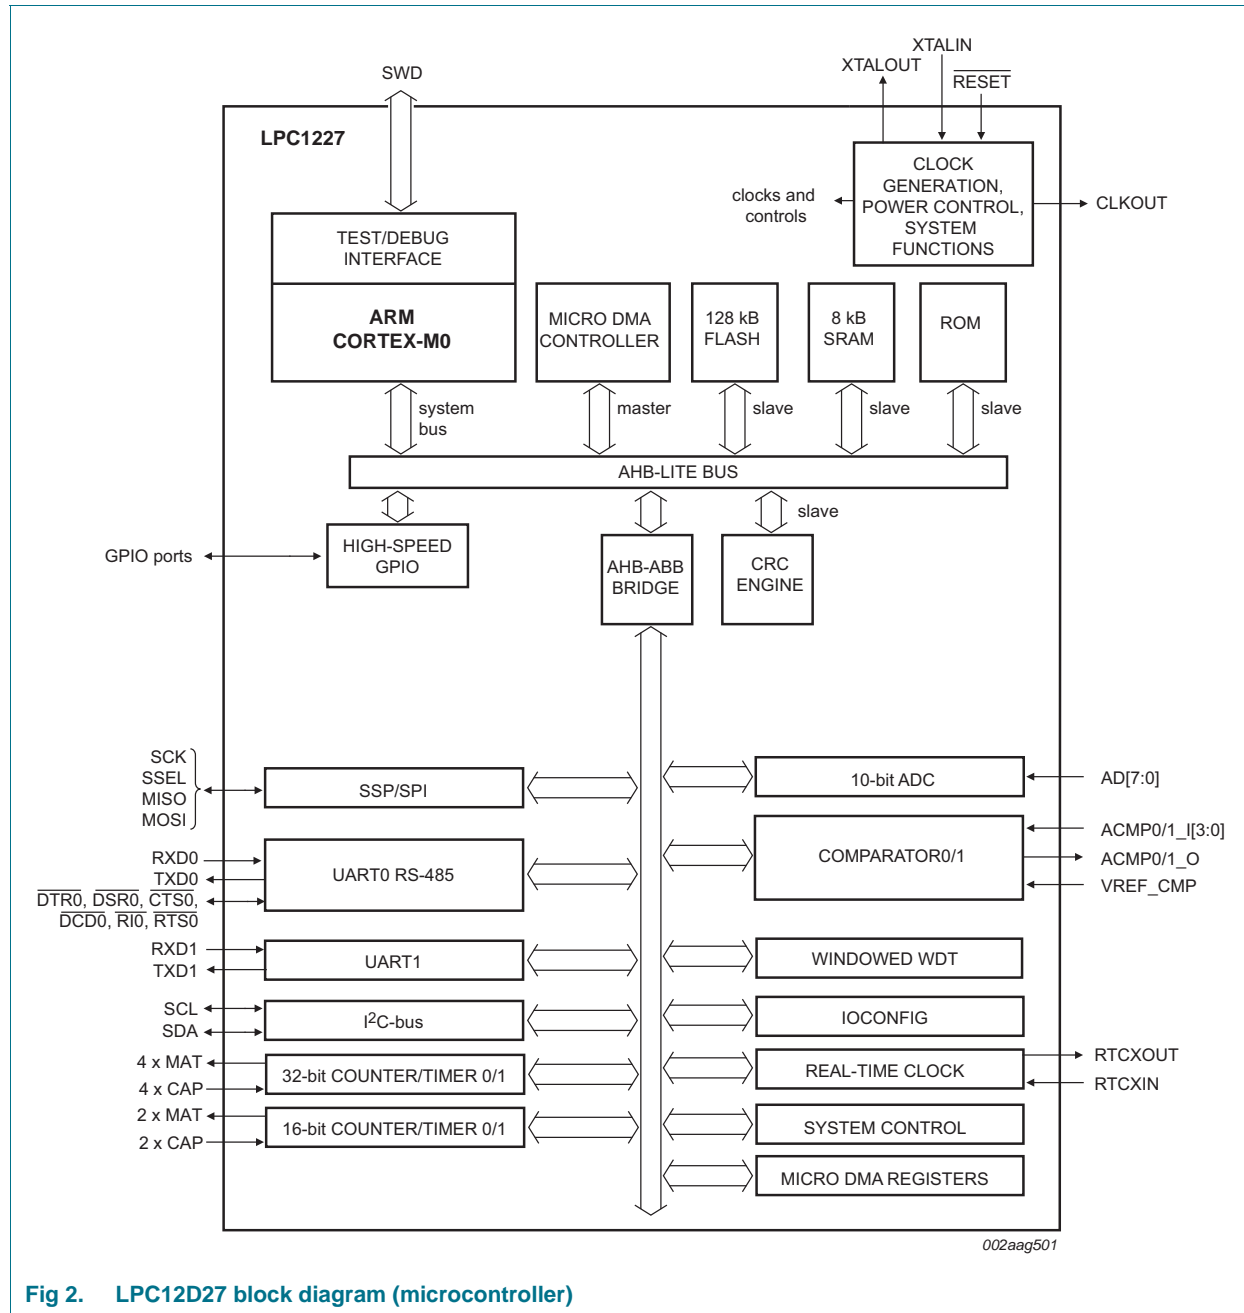 XTALIN
XTALOUT
RESET
SWD
LPC1227
CLOCK
GENERATION,
POWER CONTROL,
SYSTEM
FUNCTIONS
clocks and
controls
CLKOUT
TEST/DEBUG
INTERFACE
ARM
CORTEX-M0
MICRO DMA
CONTROLLER
128 kB
FLASH
8 kB
SRAM
ROM
system
bus
master
slave
slave
slave
AHB-LITE BUS
slave
GPIO ports
HIGH-SPEED
GPIO
AHB-ABB
BRIDGE
CRC
ENGINE
SCK
SSEL
MISO
MOSI
SSP/SPI
10-bit ADC
AD[7:0]
RXD0
TXD0
DTR0, DSR0, CTS0,
DCD0, RI0, RTS0
UART0 RS-485
COMPARATOR0/1
ACMP0/1_I[3:0]
ACMP0/1_O
VREF_CMP
RXD1
TXD1
UART1
WINDOWED WDT
SCL
SDA
I2C-bus
IOCONFIG
4 x MAT
4 x CAP
32-bit COUNTER/TIMER 0/1
REAL-TIME CLOCK
RTCXOUT
RTCXIN
2 x MAT
2 x CAP
16-bit COUNTER/TIMER 0/1
SYSTEM CONTROL
MICRO DMA REGISTERS
002aag501
Fig 2. LPC12D27 block diagram (microcontroller)